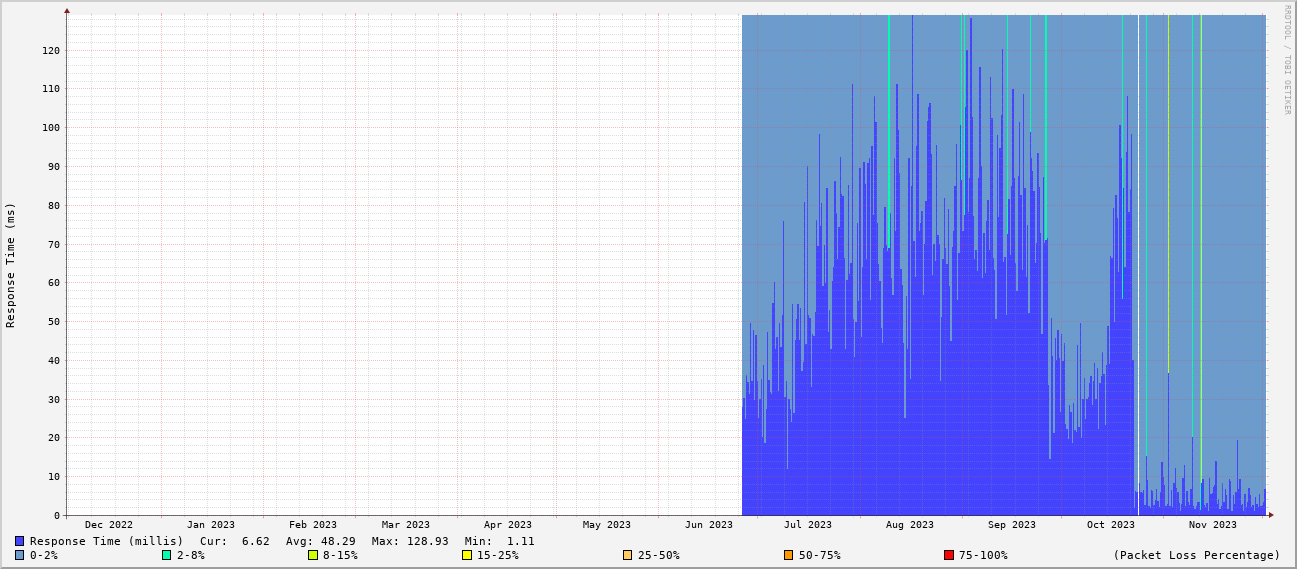 RRDTOOL / TOBI OETIKER
Response Time (ms)
120
110
100
90
80
70
60
50
40
30
20
10
0
Dec 2022 Jan 2023 Feb 2023 Mar 2023 Apr 2023 May 2023 Jun 2023 Jul 2023 Aug 2023 Sep 2023 Oct 2023 Nov 2023
Response Time (millis) Cur: 6.62 Avg: 48.29 Max: 128.93 Min: 1.11
0-2% 2-8% 8-15% 15-25% 25-50% 50-75% 75-100% (Packet Loss Percentage)